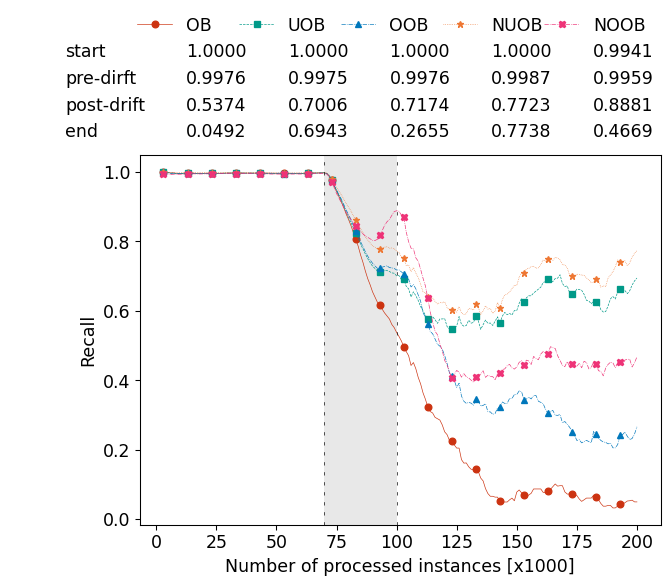 OB UOB OOB NUOB NOOB
start 1.0000 1.0000 1.0000 1.0000 0.9941
pre-dirft 0.9976 0.9975 0.9976 0.9987 0.9959
post-drift 0.5374 0.7006 0.7174 0.7723 0.8881
end 0.0492 0.6943 0.2655 0.7738 0.4669
1.0
0.8
0.6
0.4
0.2
0.0
Recall
0 25 50 75 100 125 150 175 200
Number of processed instances [x1000]